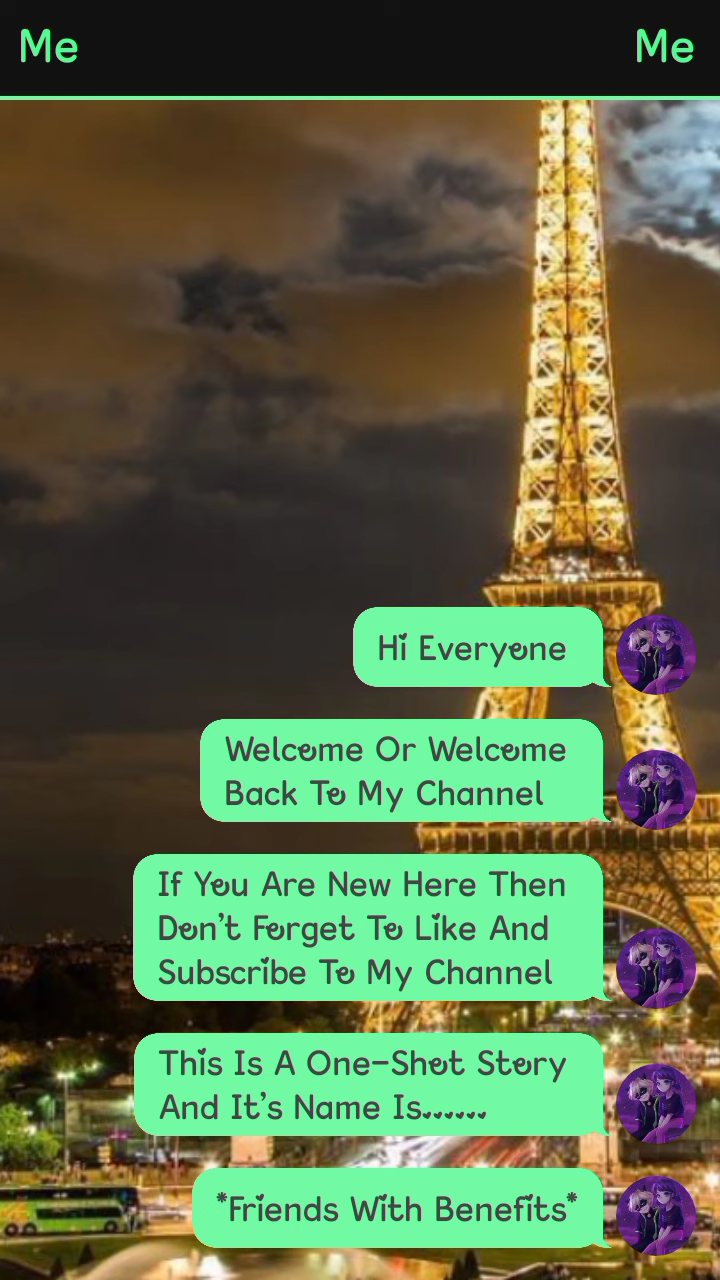 Me Me
Hi Everyone
Welcome Or Welcome
Back To My Channel
If You Are New Here Then
Don't Forget To Like And
Subscribe To My Channel
This Is A One-Shot Story
And It's Name Is......
*Friends With Benefits*